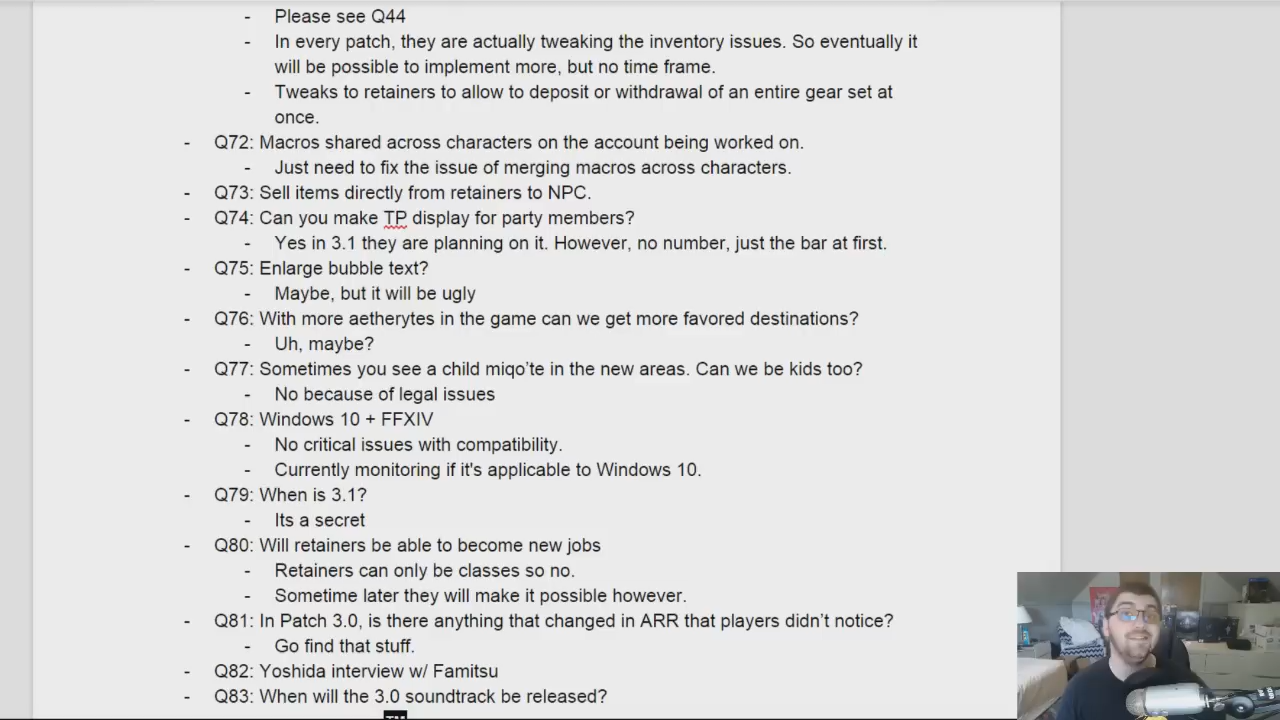 - Please see Q44
- In every patch, they are actually tweaking the inventory issues. So eventually it
will be possible to implement more, but no time frame.
- Tweaks to retainers to allow to deposit or withdrawal of an entire gear set at
once.
- Q72: Macros shared across characters on the account being worked on.
- Just need to fix the issue of merging macros across characters.
- Q73: Sell items directly from retainers to NPC.
- Q74: Can you make TP display for party members?
- Yes in 3.1 they are planning on it. However, no number, just the bar at first.
- Q75: Enlarge bubble text?
- Maybe, but it will be ugly
- Q76: With more aetherytes in the game can we get more favored destinations?
- Uh, maybe?
- Q77: Sometimes you see a child miqo’te in the new areas. Can we be kids too?
- No because of legal issues
- Q78: Windows 10 + FFXIV
- No critical issues with compatibility.
- Currently monitoring if it's applicable to Windows 10.
- Q79: When is 3.1?
- Its a secret
- Q80: Will retainers be able to become new jobs
- Retainers can only be classes so no.
- Sometime later they will make it possible however.
- Q81: In Patch 3.0, is there anything that changed in ARR that players didn’t notice?
- Go find that stuff.
- Q82: Yoshida interview w/ Famitsu
- Q83: When will the 3.0 soundtrack be released?